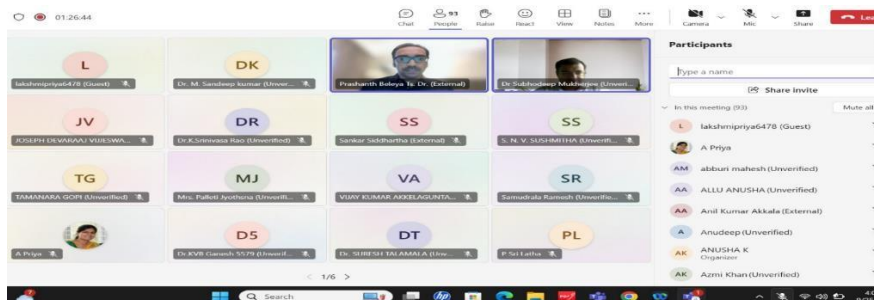 01:26:44
Chat
93
People
Raise
React
View
Notes
More
Camera
Mic
Share
Lea
L
lakshmipriya6478 (Guest)
DK
Dr. M. Sandeep kumar (Unver...
Prashanth Beleya Tj. Dr. (External)
Dr Subhodeep Mukherjee (Unveri...
JV
JOSEPH DEVARAAJ VIJIESWA...
DR
Dr.K.Srinivasa Rao (Unverified)
SS
Sankar Siddhartha (External)
SS
S. N. V. SUSHMITHA (Unverifi...
TG
TAMANARA GOPI (Unverified)
MJ
Mrs. Palleti Jyothena (Unverifi...
VA
VIJAY KUMAR AKKELAGUNTA...
SR
Samudrala Ramesh (Unverifie...
A Priya
D5
Dr KVB Ganesh 5579 (Unverif...
DT
Dr. SURESH TALAMALA (Unv...
PL
P Sri Latha
1/6
Participants
Type a name
Share invite
In this meeting (93)
Mute all
L
lakshmipriya6478 (Guest)
A Priya
AM
abburi mahesh (Unverified)
AA
ALLU ANUSHA (Unverified)
AA
Anil Kumar Akkala (External)
A
Anudeep (Unverified)
AK
ANUSHA K
Organizer
AK
Azmi Khan (Unverified)
Search